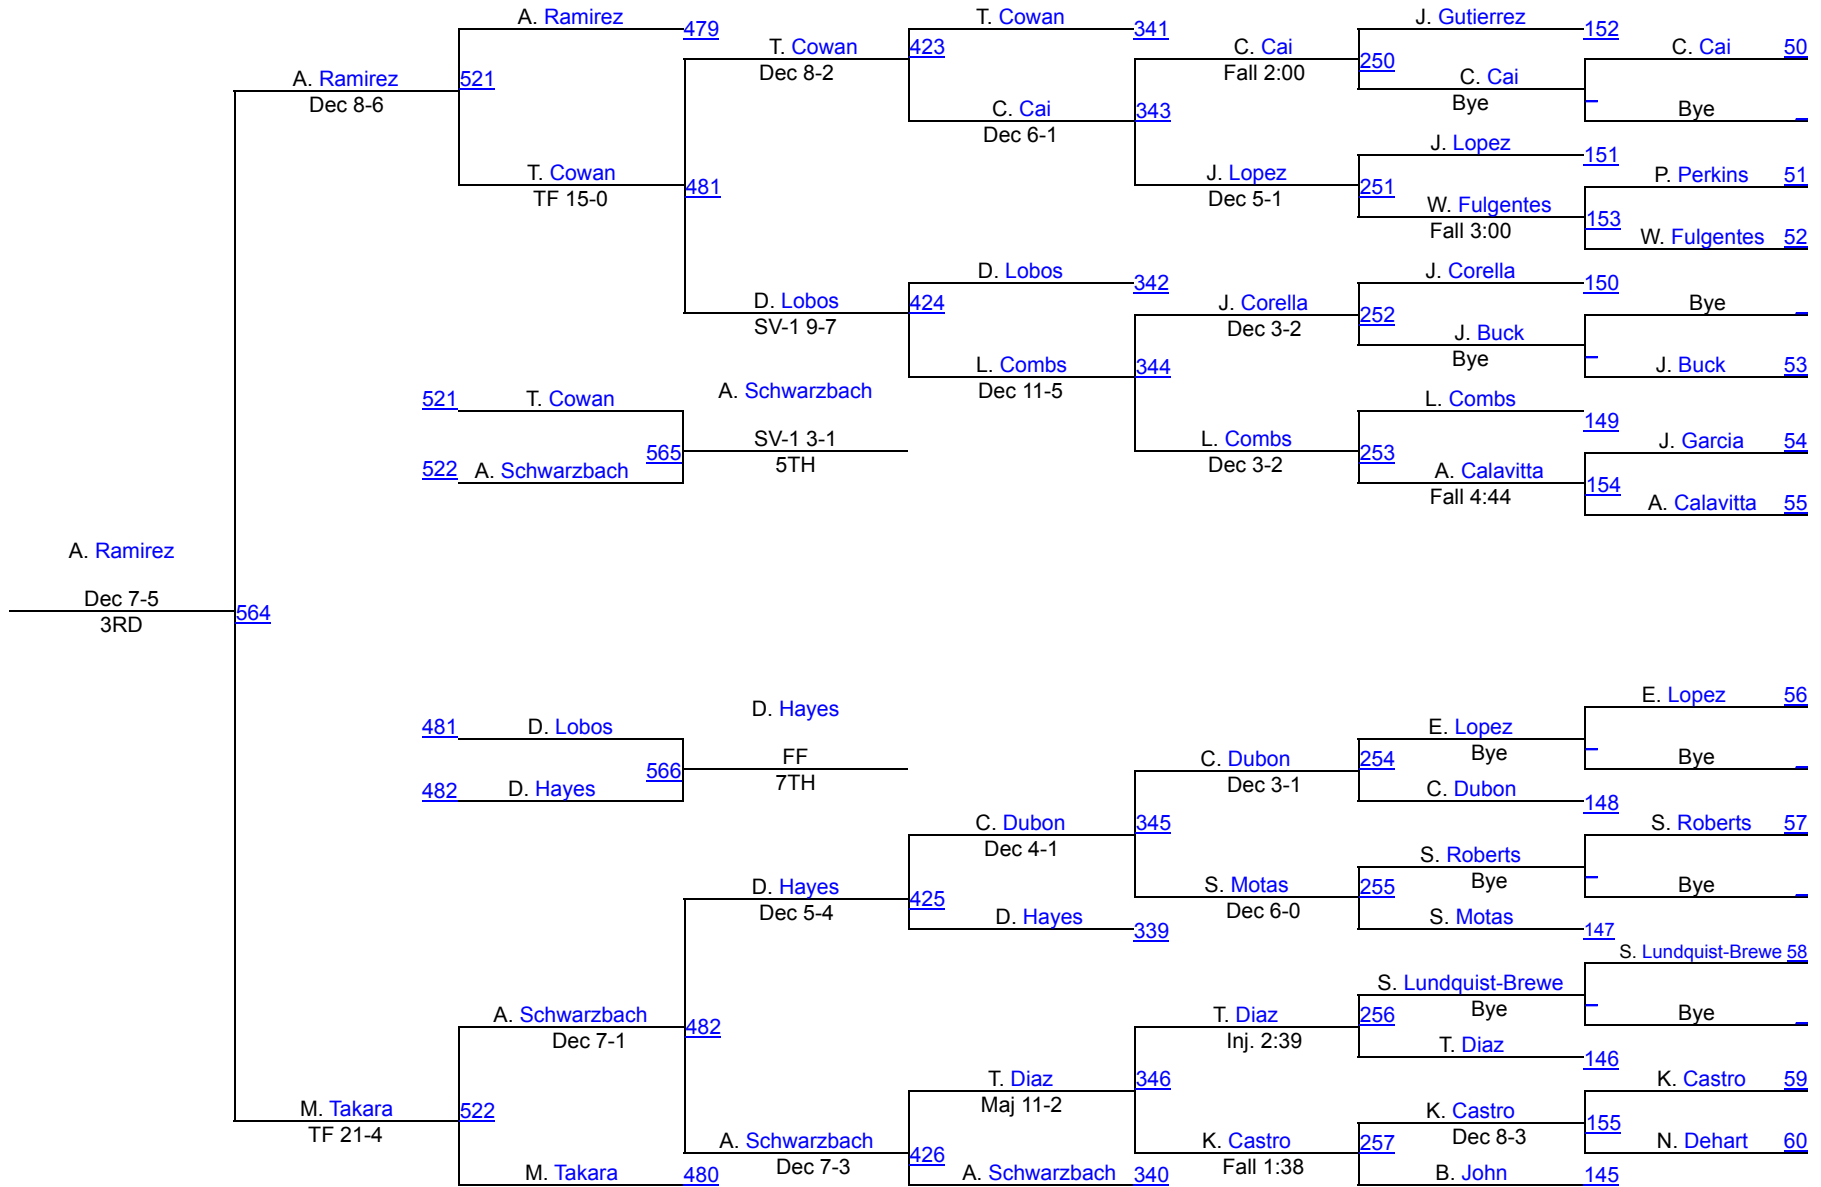 A. Ramirez
479
T. Cowan
Dec 8-2
423
T. Cowan
341
C. Cai
Fall 2:00
250
J. Gutierrez
152
C. Cai
50
A. Ramirez
Dec 8-6
521
C. Cai
Dec 6-1
343
C. Cai
Bye
_
Bye
_
T. Cowan
TF 15-0
481
J. Lopez
Dec 5-1
251
J. Lopez
151
P. Perkins
51
W. Fulgentes
Fall 3:00
153
W. Fulgentes
52
D. Lobos
SV-1 9-7
424
D. Lobos
342
J. Corella
Dec 3-2
252
J. Corella
150
Bye
_
J. Buck
Bye
_
J. Buck
53
L. Combs
Dec 11-5
344
521
T. Cowan
A. Schwarzbach
SV-1 3-1
5TH
565
522
A. Schwarzbach
L. Combs
Dec 3-2
253
L. Combs
149
J. Garcia
54
A. Calavitta
Fall 4:44
154
A. Calavitta
55
A. Ramirez
Dec 7-5
3RD
564
481
D. Lobos
D. Hayes
FF
7TH
566
482
D. Hayes
E. Lopez
56
E. Lopez
Bye
_
Bye
_
C. Dubon
Dec 3-1
254
C. Dubon
148
C. Dubon
Dec 4-1
345
S. Roberts
57
S. Roberts
Bye
_
Bye
_
D. Hayes
Dec 5-4
425
S. Motas
Dec 6-0
255
D. Hayes
339
S. Motas
147
S. Lundquist-Brewe 58
S. Lundquist-Brewe
Bye
_
Bye
_
A. Schwarzbach
Dec 7-1
482
T. Diaz
Inj. 2:39
256
T. Diaz
146
T. Diaz
Maj 11-2
346
K. Castro
59
M. Takara
TF 21-4
522
K. Castro
Dec 8-3
155
A. Schwarzbach
Dec 7-3
426
K. Castro
Fall 1:38
257
N. Dehart
60
M. Takara
480
A. Schwarzbach
340
B. John
145